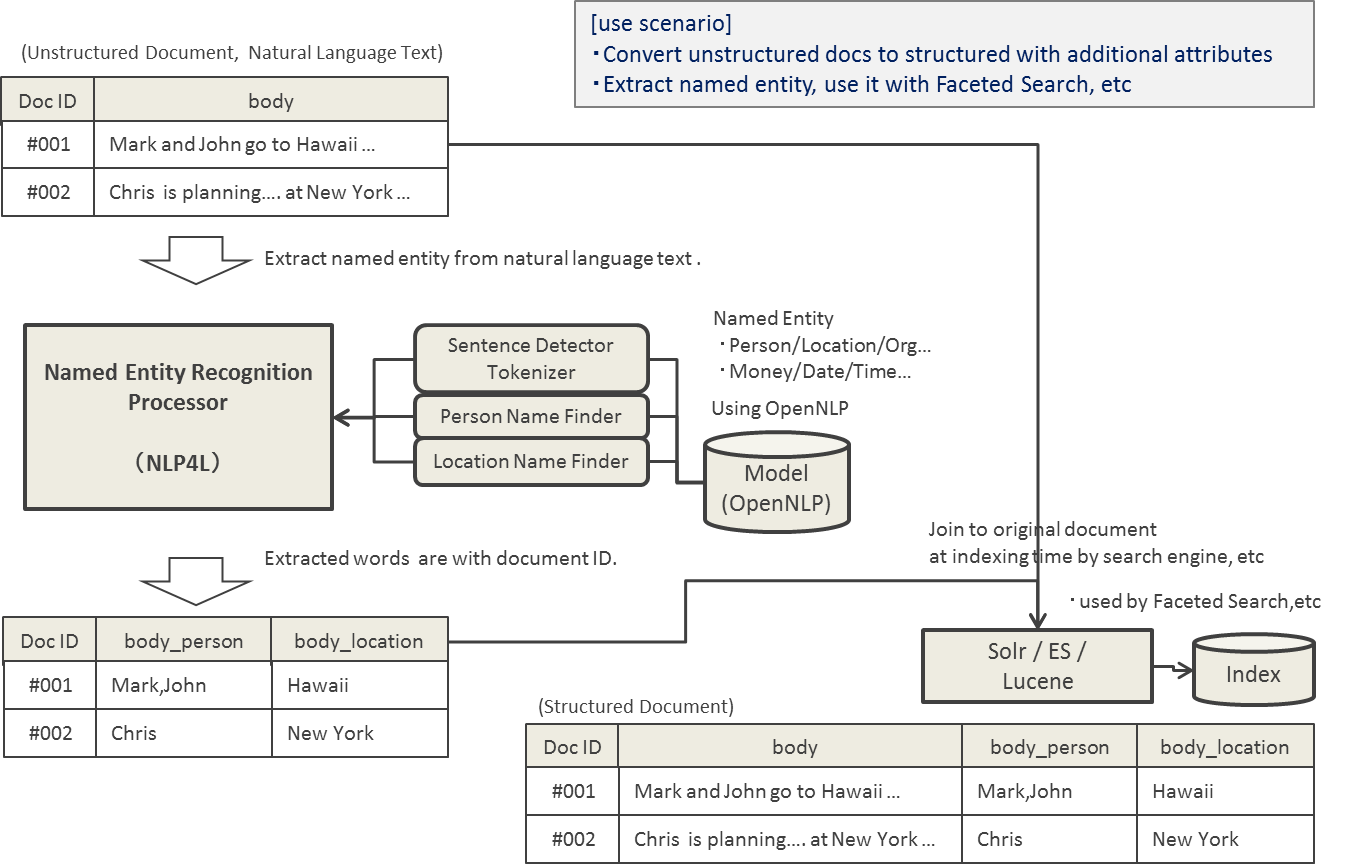 [use scenario]
・Convert unstructured docs to structured with additional attributes
・Extract named entity, use it with Faceted Search, etc
(Unstructured Document, Natural Language Text)
Doc ID body
#001 Mark and John go to Hawaii …
#002 Chris is planning…. at New York …
Extract named entity from natural language text .
Named Entity Recognition
Processor
（NLP4L）
Sentence Detector
Tokenizer
Person Name Finder
Location Name Finder
Named Entity
・Person/Location/Org…
・Money/Date/Time…
Using OpenNLP
Model
(OpenNLP)
Extracted words are with document ID.
Join to original document
at indexing time by search engine, etc
・used by Faceted Search,etc
Doc ID body_person body_location
#001 Mark,John Hawaii
#002 Chris New York
Solr / ES /
Lucene
Index
(Structured Document)
Doc ID body body_person body_location
#001 Mark and John go to Hawaii … Mark,John Hawaii
#002 Chris is planning…. at New York … Chris New York